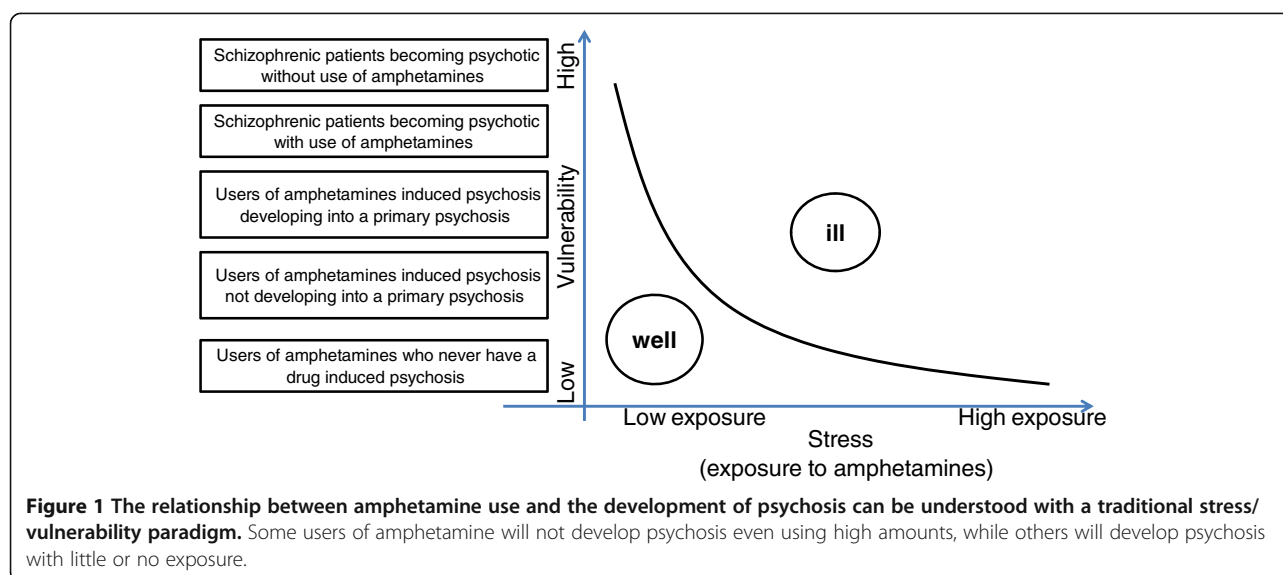 Schizophrenic patients becoming psychotic
without use of amphetamines
Schizophrenic patients becoming psychotic
with use of amphetamines
Users of amphetamines induced psychosis
developing into a primary psychosis
Users of amphetamines induced psychosis
not developing into a primary psychosis
Users of amphetamines who never have a
drug induced psychosis
High
Vulnerability
Low
ill
well
Low exposure
High exposure
Stress
(exposure to amphetamines)
Figure 1 The relationship between amphetamine use and the development of psychosis can be understood with a traditional stress/
vulnerability paradigm. Some users of amphetamine will not develop psychosis even using high amounts, while others will develop psychosis
with little or no exposure.